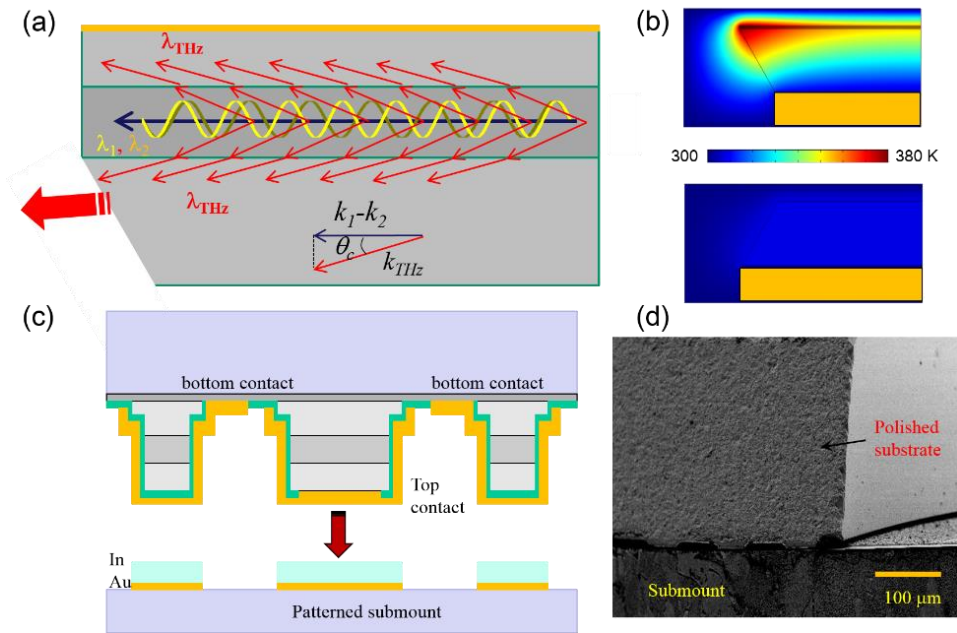 (a)
λTHz
λ1, λ2
λTHz
k1-k2
θc
kTHz
(b)
300
380 K
(c)
bottom contact
bottom contact
Top
contact
In
Au
Patterned submount
(d)
Polished
substrate
Submount
100 μm